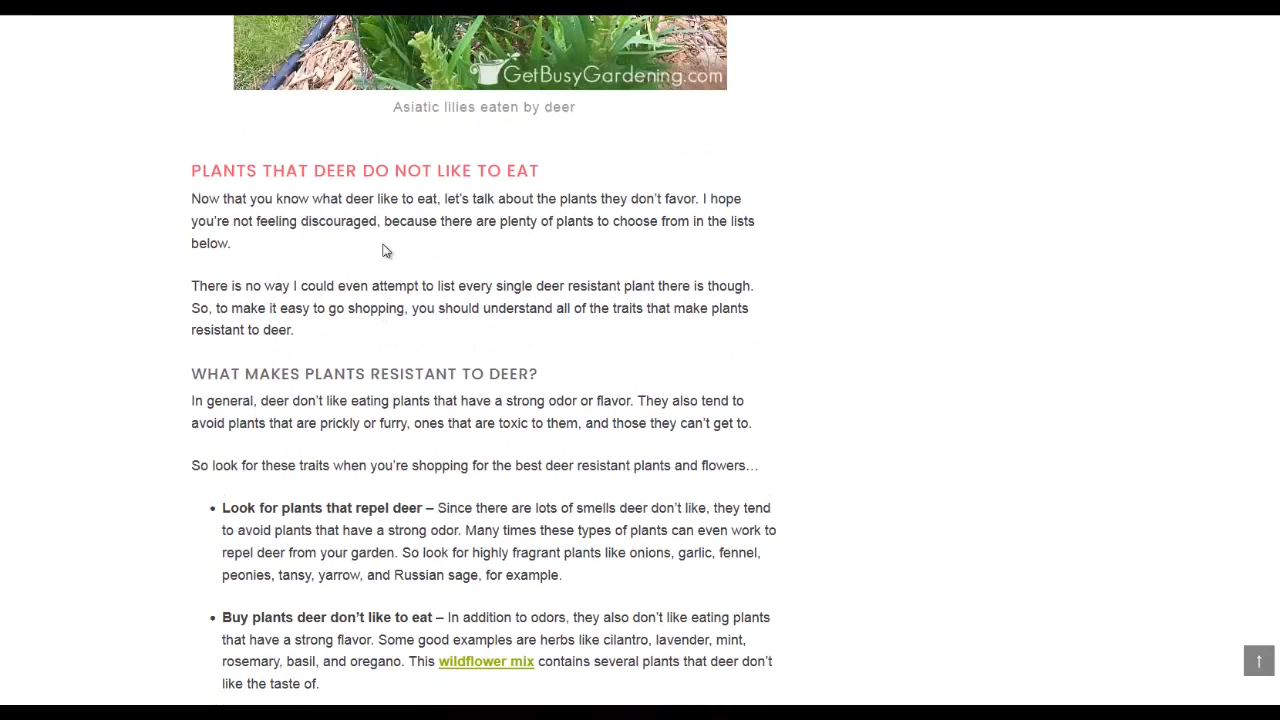 GetBusyGardening.com
Asiatic lilies eaten by deer
PLANTS THAT DEER DO NOT LIKE TO EAT
Now that you know what deer like to eat, let's talk about the plants they don't favor. I hope
you're not feeling discouraged, because there are plenty of plants to choose from in the lists
below.
There is no way I could even attempt to list every single deer resistant plant there is though.
So, to make it easy to go shopping, you should understand all of the traits that make plants
resistant to deer.
WHAT MAKES PLANTS RESISTANT TO DEER?
In general, deer don't like eating plants that have a strong odor or flavor. They also tend to
avoid plants that are prickly or furry, ones that are toxic to them, and those they can't get to.
So look for these traits when you're shopping for the best deer resistant plants and flowers…
• Look for plants that repel deer – Since there are lots of smells deer don't like, they tend
to avoid plants that have a strong odor. Many times these types of plants can even work to
repel deer from your garden. So look for highly fragrant plants like onions, garlic, fennel,
peonies, tansy, yarrow, and Russian sage, for example.
• Buy plants deer don't like to eat – In addition to odors, they also don't like eating plants
that have a strong flavor. Some good examples are herbs like cilantro, lavender, mint,
rosemary, basil, and oregano. This wildflower mix contains several plants that deer don't
like the taste of.
↑